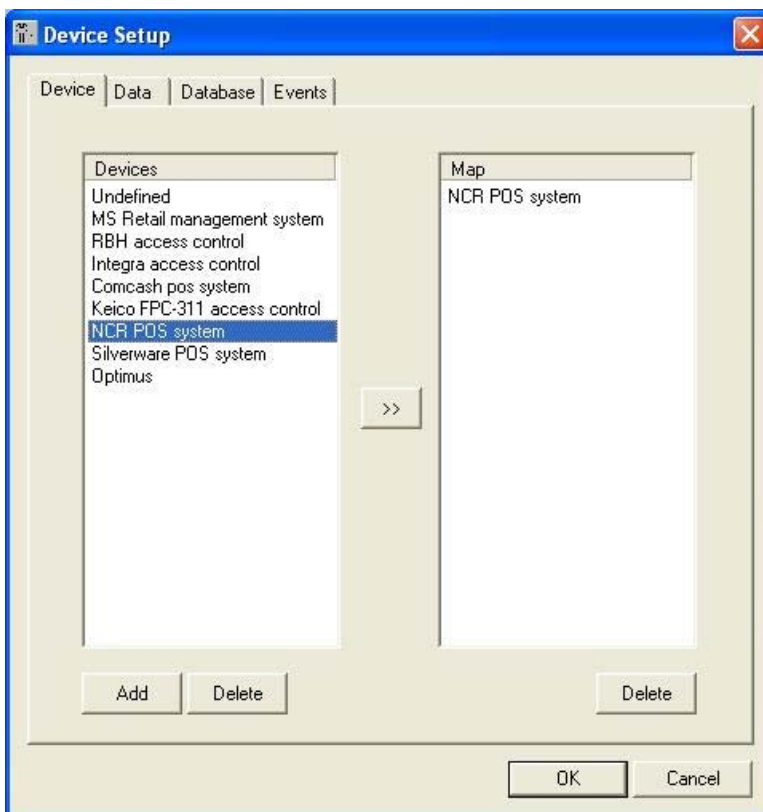 Device Setup
Device Data Database Events
Devices
Undefined
MS Retail management system
RBH access control
Integra access control
Comcash pos system
Keico FPC-311 access control
NCR POS system
Silverware POS system
Optimus
>>
Map
NCR POS system
Add Delete
Delete
OK Cancel